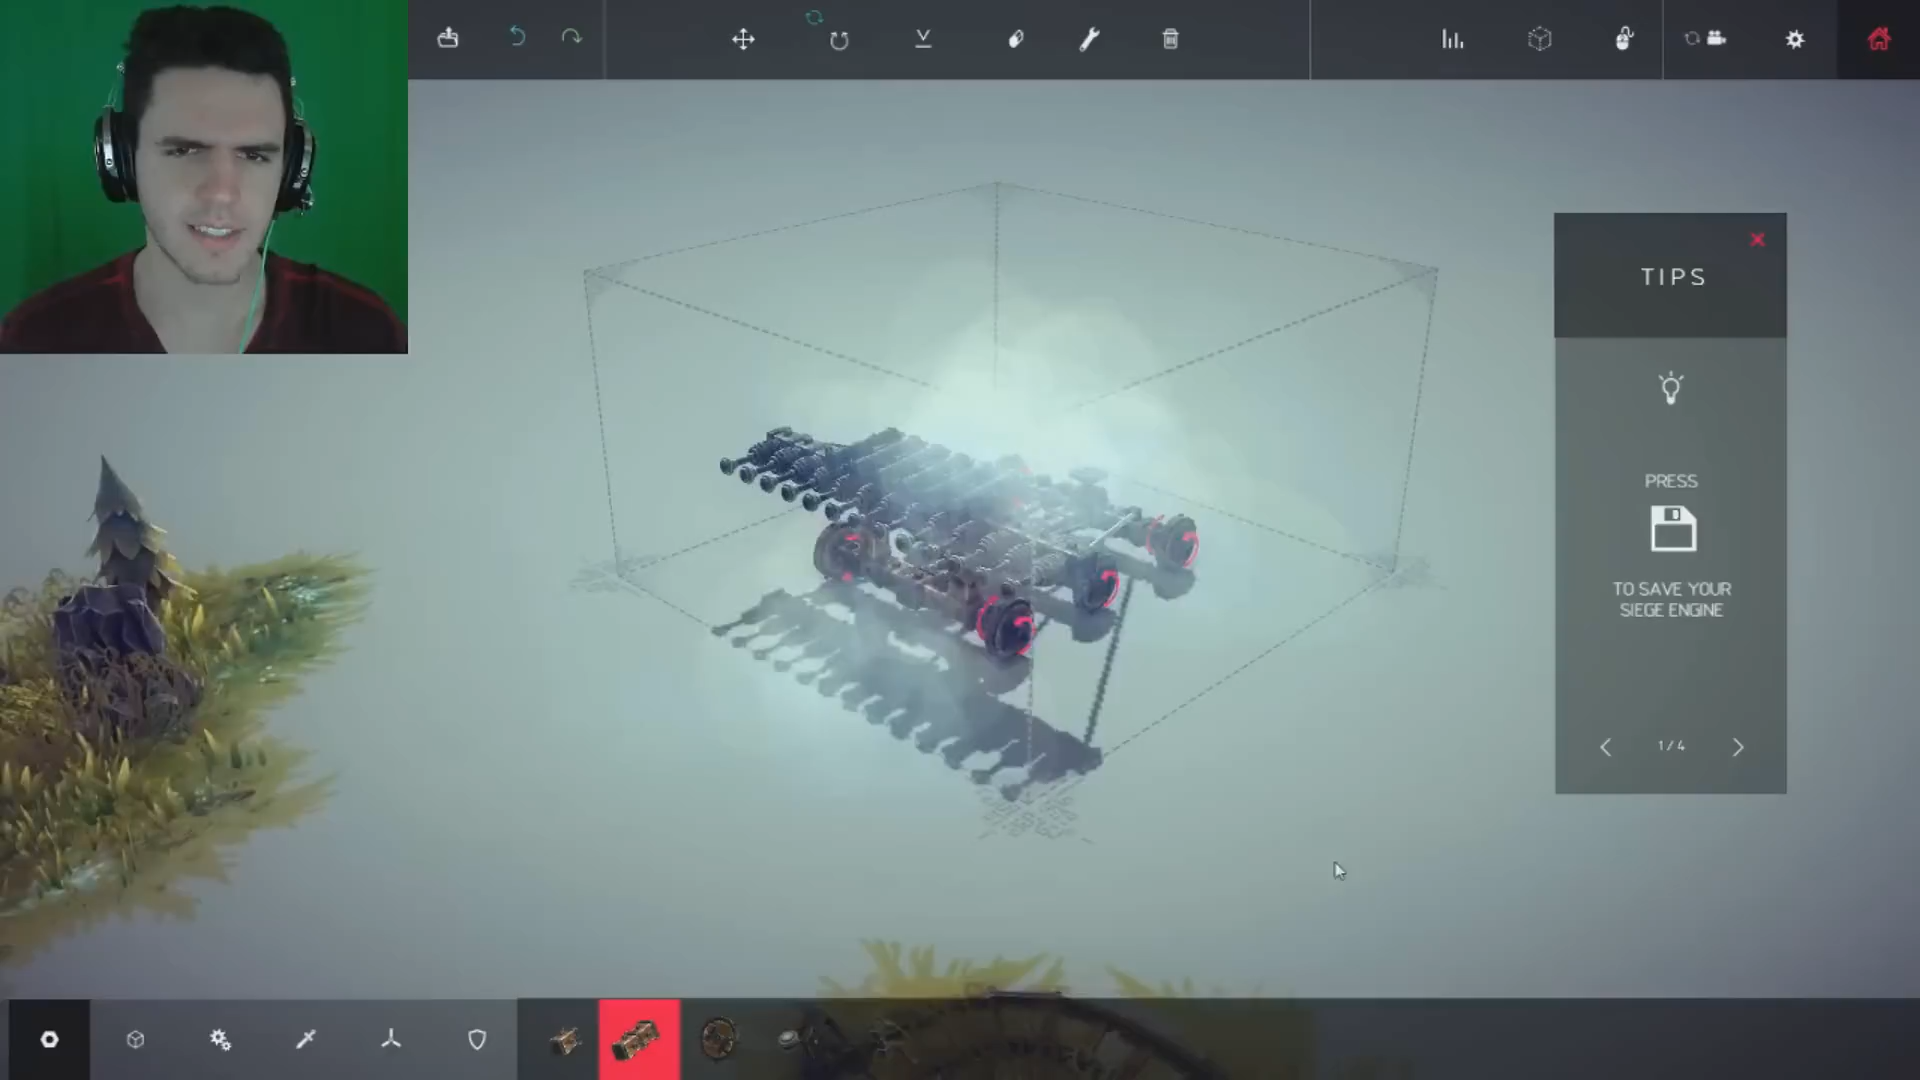 TIPS
PRESS
TO SAVE YOUR
SIEGE ENGINE
1/4